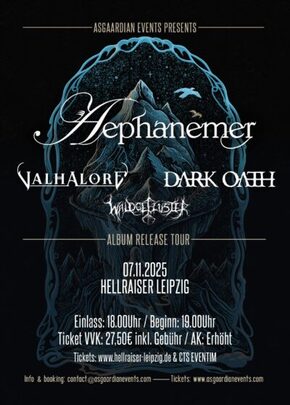 ASGAARDIAN EVENTS PRESENTS
Aephanemer
VALHALORE DARK OATH
WALDGEFLÜSTER
ALBUM RELEASE TOUR
07.11.2025
HELLRAISER LEIPZIG
Einlass: 18.00Uhr / Beginn: 19.00Uhr
Ticket VVK: 27.50€ inkl. Gebühr / AK: Erhöht
Tickets: www.hellraiser-leipzig.de & CTS EVENTIM
Info & booking: contact@asgaardianevents.com Tickets: www.asgaardianevents.com